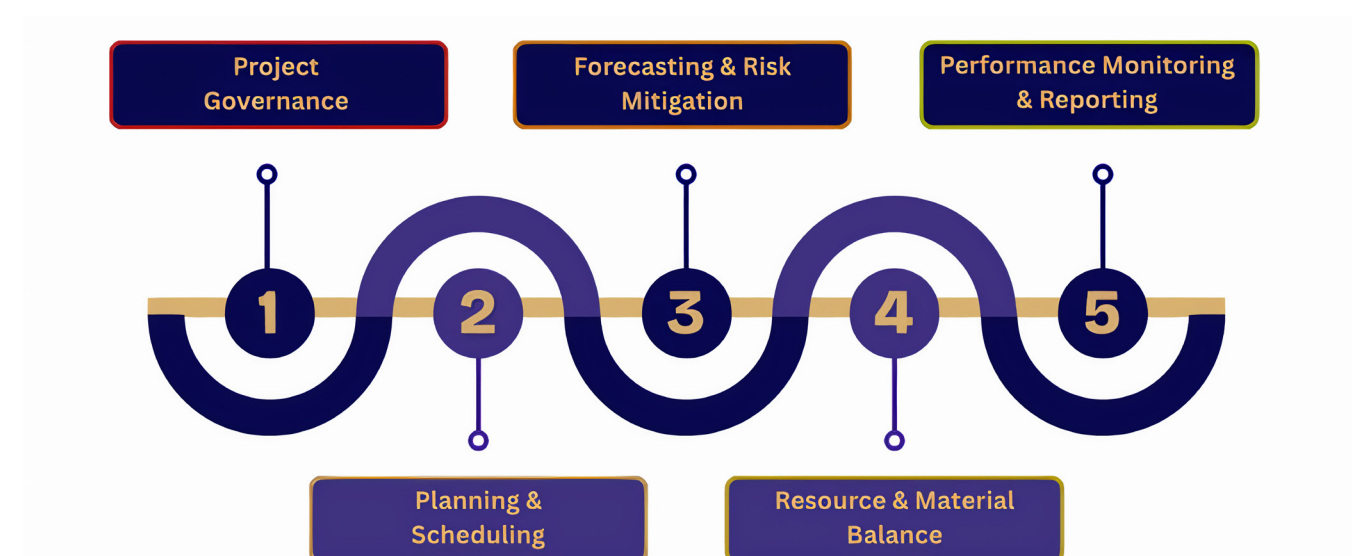 Project
Governance
Forecasting & Risk
Mitigation
Performance Monitoring
& Reporting
1
2
3
4
5
Planning &
Scheduling
Resource & Material
Balance